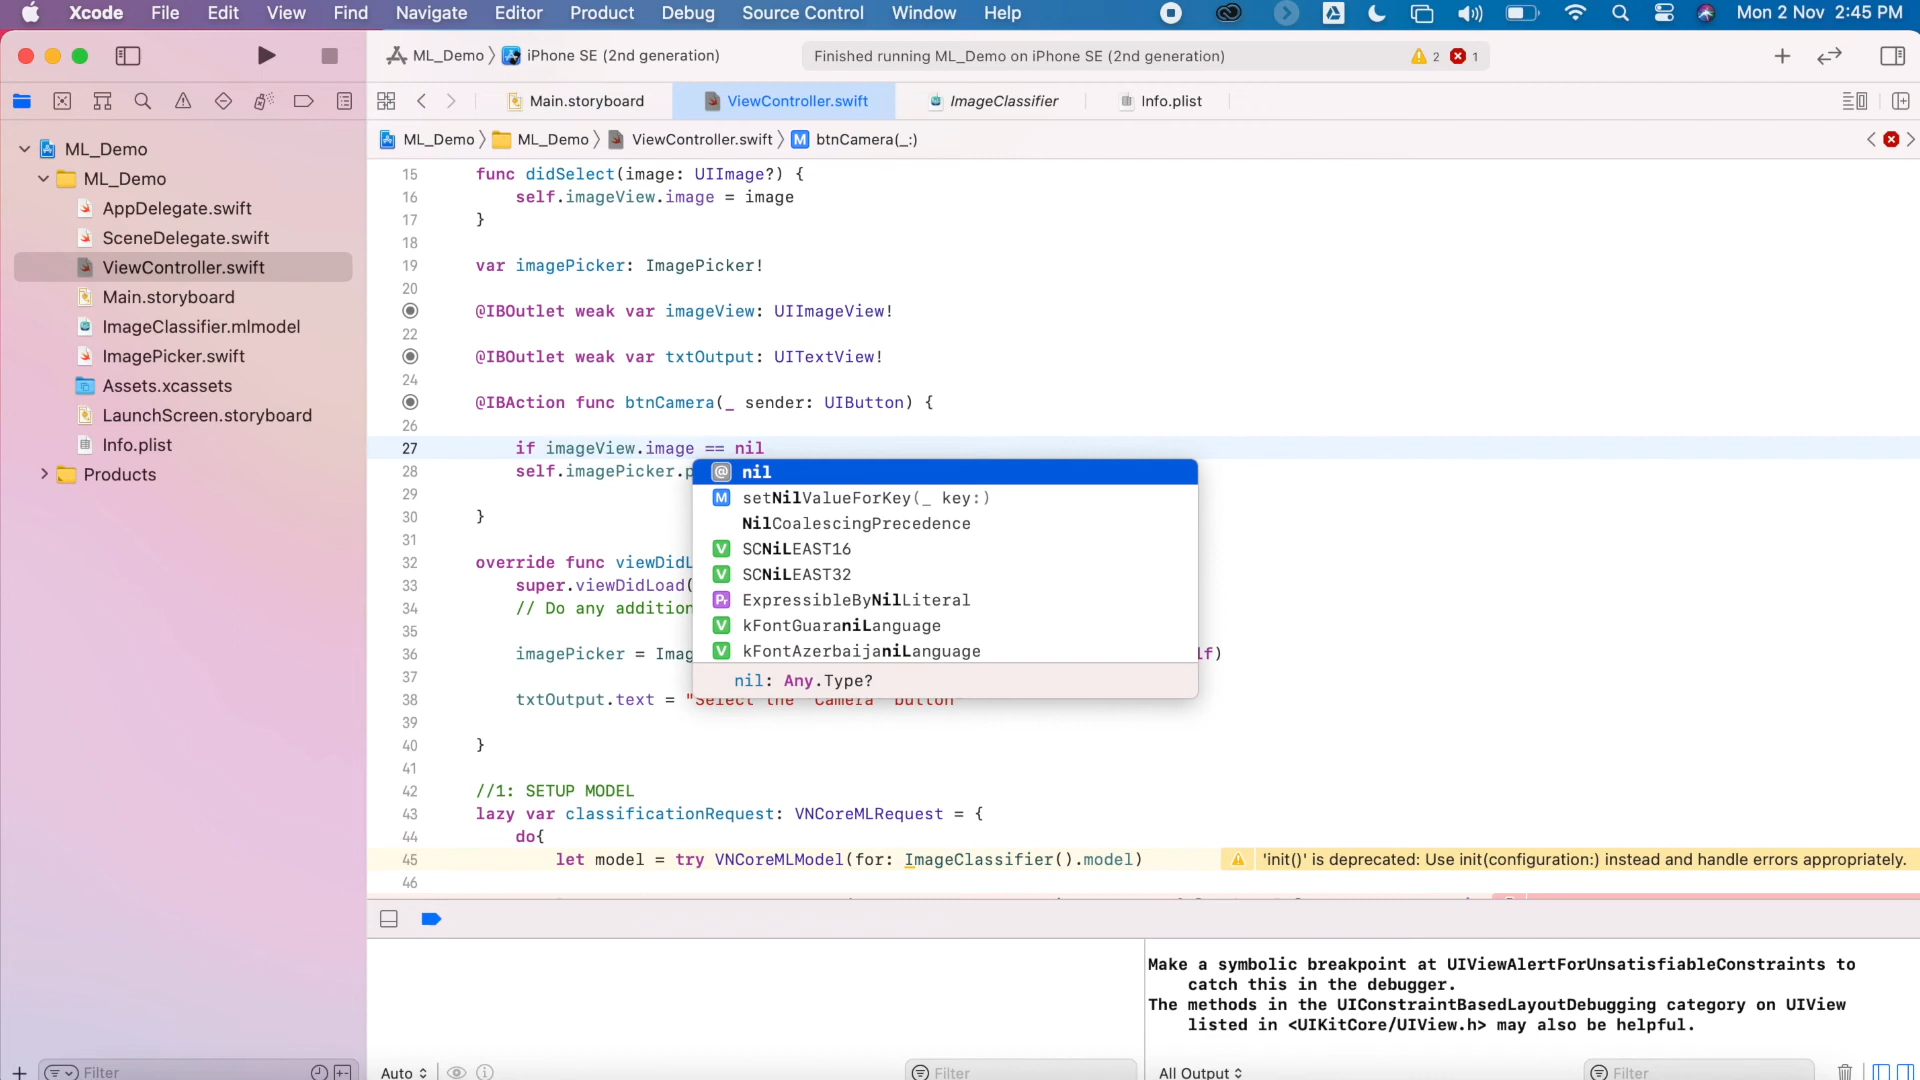 Xcode File Edit View Find Navigate Editor Product Debug Source Control Window Help Mon 2 Nov 2:45 PM
ML_Demo iPhone SE (2nd generation) Finished running ML_Demo on iPhone SE (2nd generation) 2 1
Main.storyboard ViewController.swift ImageClassifier Info.plist
ML_Demo ML_Demo ViewController.swift M btnCamera(_:)
ML_Demo
ML_Demo
AppDelegate.swift
SceneDelegate.swift
ViewController.swift
Main.storyboard
ImageClassifier.mlmodel
ImagePicker.swift
Assets.xcassets
LaunchScreen.storyboard
Info.plist
Products
15 func didSelect(image: UIImage?) {
16 self.imageView.image = image
17 }
18
19 var imagePicker: ImagePicker!
20
@IBOutlet weak var imageView: UIImageView!
22
@IBOutlet weak var txtOutput: UITextView!
24
@IBAction func btnCamera(_ sender: UIButton) {
26
27 if imageView.image == nil
28 self.imagePicker.p
29
30 }
31
32 override func viewDidL
33 super.viewDidLoad(
34 // Do any addition
35
36 imagePicker = Imag lf)
37
38 txtOutput.text = "Select the "Camera" button"
39
40 }
41
42 //1: SETUP MODEL
43 lazy var classificationRequest: VNCoreMLRequest = {
44 do{
45 let model = try VNCoreMLModel(for: ImageClassifier().model) 'init()' is deprecated: Use init(configuration:) instead and handle errors appropriately.
46
@ nil
M setNilValueForKey(_ key:)
NilCoalescingPrecedence
V SCNiLEAST16
V SCNiLEAST32
Pr ExpressibleByNilLiteral
V kFontGuaraniLanguage
V kFontAzerbaijaniLanguage
nil: Any.Type?
Make a symbolic breakpoint at UIViewAlertForUnsatisfiableConstraints to
catch this in the debugger.
The methods in the UIConstraintBasedLayoutDebugging category on UIView
listed in <UIKitCore/UIView.h> may also be helpful.
Filter Auto Filter All Output Filter